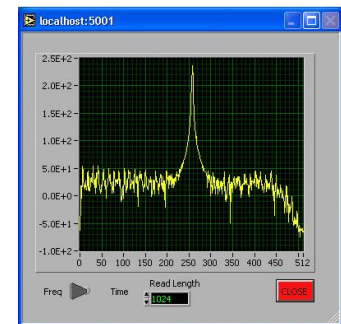 localhost:5001
2.5E+2
2.0E+2
1.5E+2
1.0E+2
5.0E+1
0.0E+0
-5.0E+1
-1.0E+2
0 50 100 150 200 250 300 350 400 450 512
Freq Time Read Length
1024
CLOSE